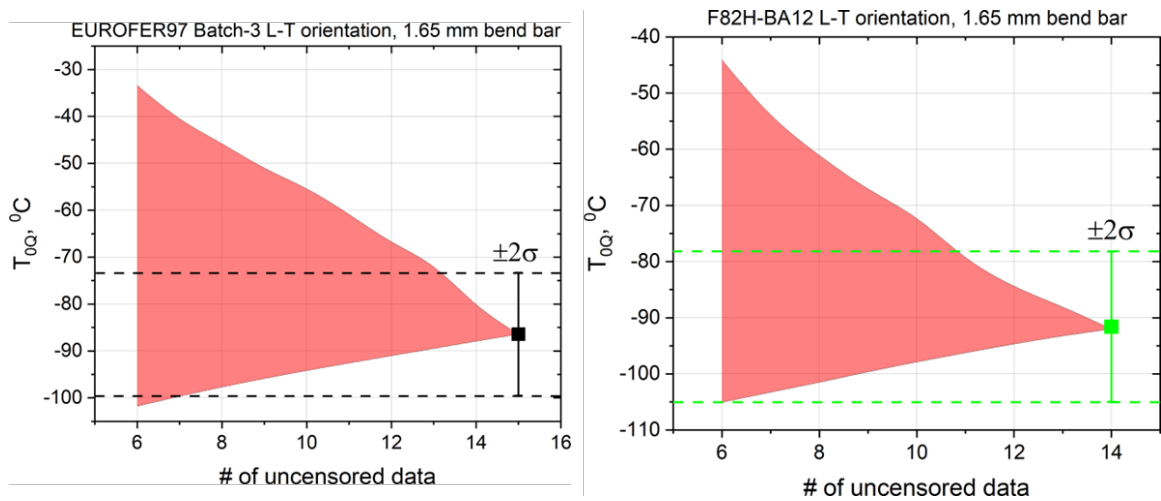 EUROFER97 Batch-3 L-T orientation, 1.65 mm bend bar
-30
-40
-50
-60
-70
-80
-90
-100
T0Q, 0C
±2σ
6 8 10 12 14 16
# of uncensored data
F82H-BA12 L-T orientation, 1.65 mm bend bar
-40
-50
-60
-70
-80
-90
-100
-110
T0Q, 0C
±2σ
6 8 10 12 14
# of uncensored data